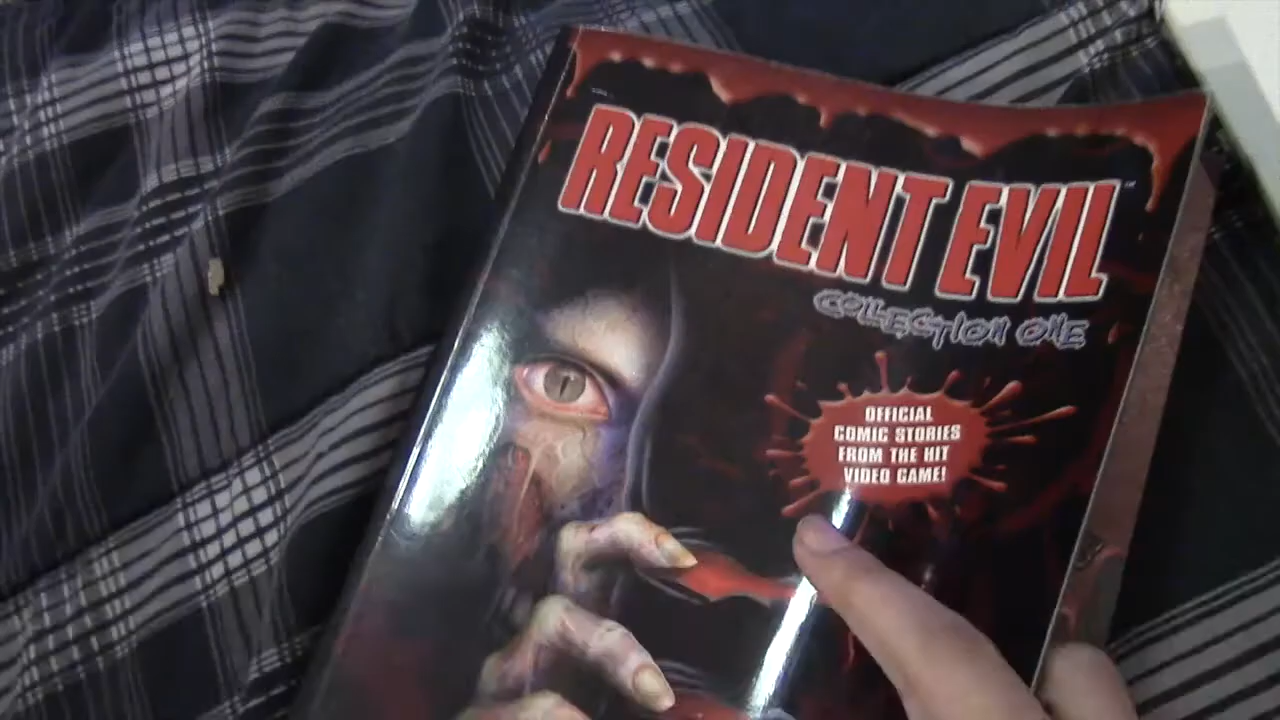 RESIDENT EVIL
COLLECTION ONE
OFFICIAL
COMIC STORIES
FROM THE HIT
VIDEO GAME!